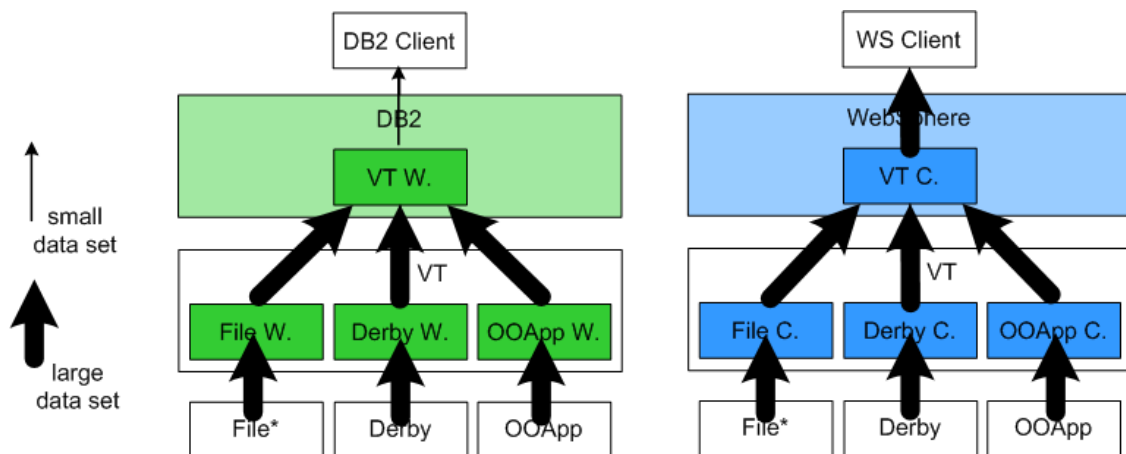 DB2 Client
WS Client
DB2
WebSphere
VT W.
VT C.
small
data set
VT
VT
File W.
Derby W.
OOApp W.
File C.
Derby C.
OOApp C.
large
data set
File*
Derby
OOApp
File*
Derby
OOApp